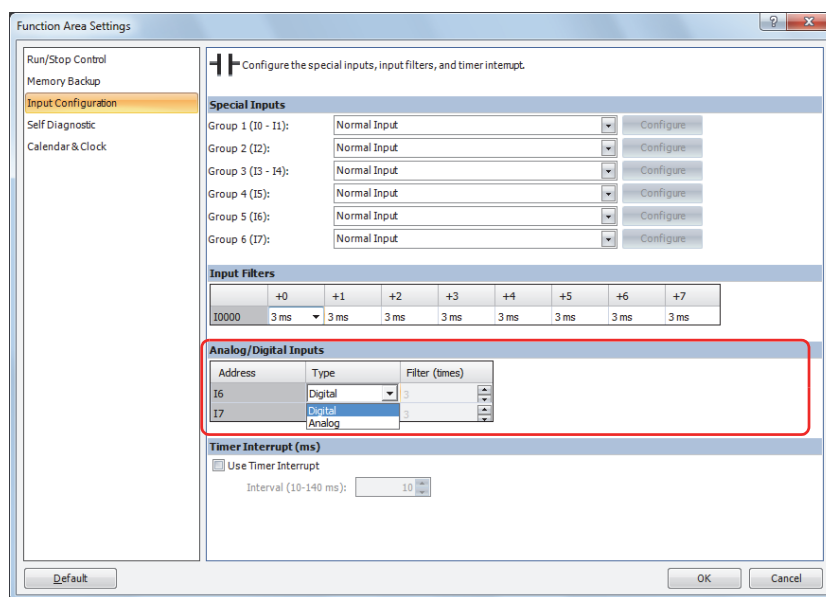 Function Area Settings
?
Run/Stop Control
Memory Backup
Input Configuration
Self Diagnostic
Calendar & Clock
Configure the special inputs, input filters, and timer interrupt.
Special Inputs
Group 1 (I0 - I1): Normal Input Configure
Group 2 (I2): Normal Input Configure
Group 3 (I3 - I4): Normal Input Configure
Group 4 (I5): Normal Input Configure
Group 5 (I6): Normal Input Configure
Group 6 (I7): Normal Input Configure
Input Filters
+0 +1 +2 +3 +4 +5 +6 +7
I0000 3 ms 3 ms 3 ms 3 ms 3 ms 3 ms 3 ms 3 ms
Analog/Digital Inputs
Address Type Filter (times)
I6 Digital 3
I7 Digital 3
Analog
Timer Interrupt (ms)
Use Timer Interrupt
Interval (10-140 ms): 10
Default OK Cancel